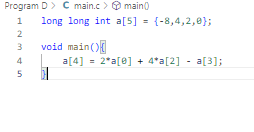 Program D > C main.c > main()
1 long long int a[5] = {-8,4,2,0};
2
3 void main(){
4 a[4] = 2*a[0] + 4*a[2] - a[3];
5 }